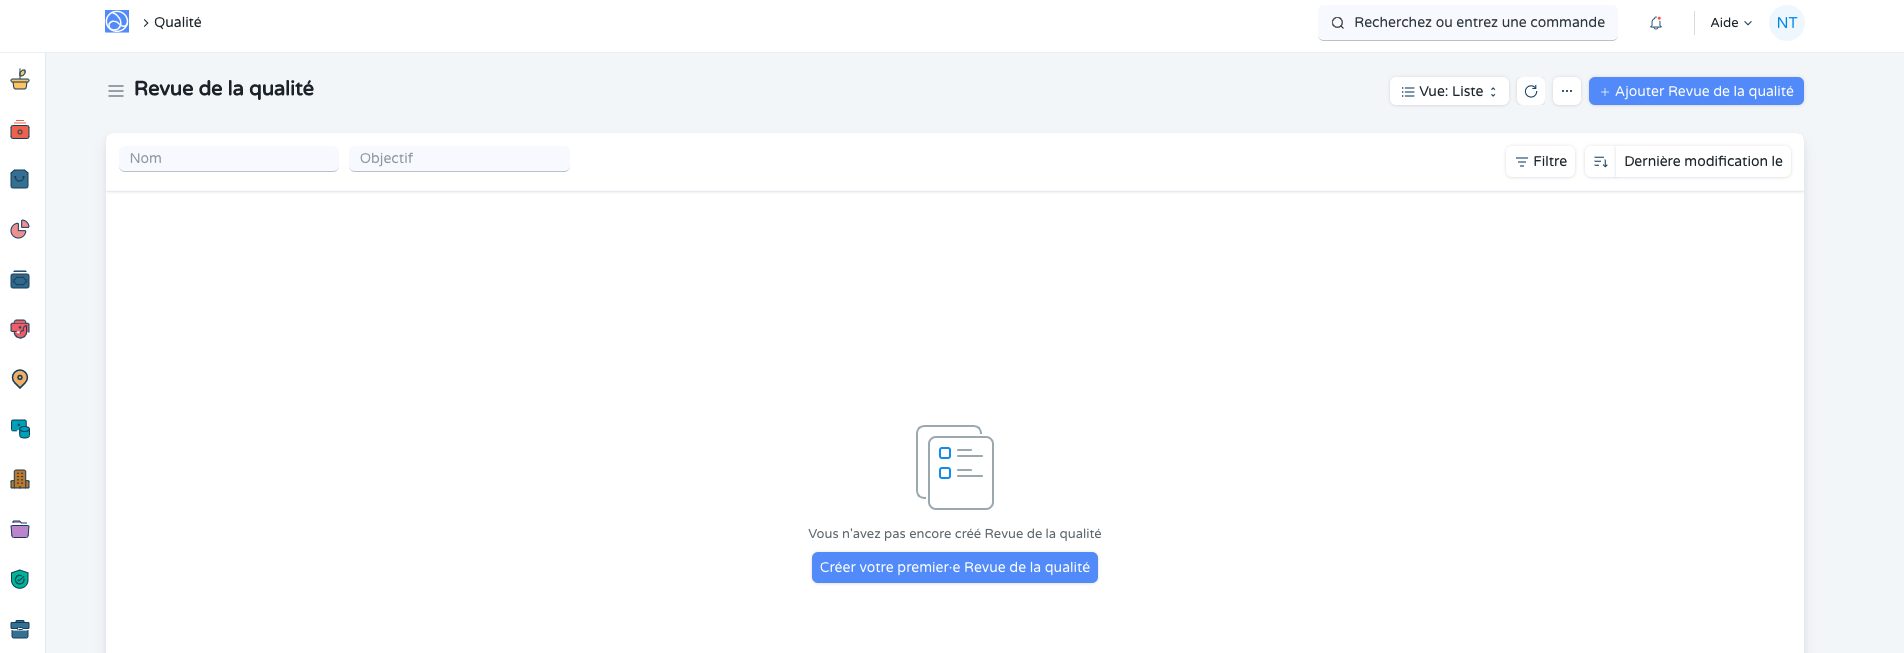 Qualité
Recherchez ou entrez une commande
Aide
NT
Revue de la qualité
Vue: Liste
Ajouter Revue de la qualité
Nom
Objectif
Filtre
Dernière modification le
Vous n'avez pas encore créé Revue de la qualité
Créer votre premier·e Revue de la qualité